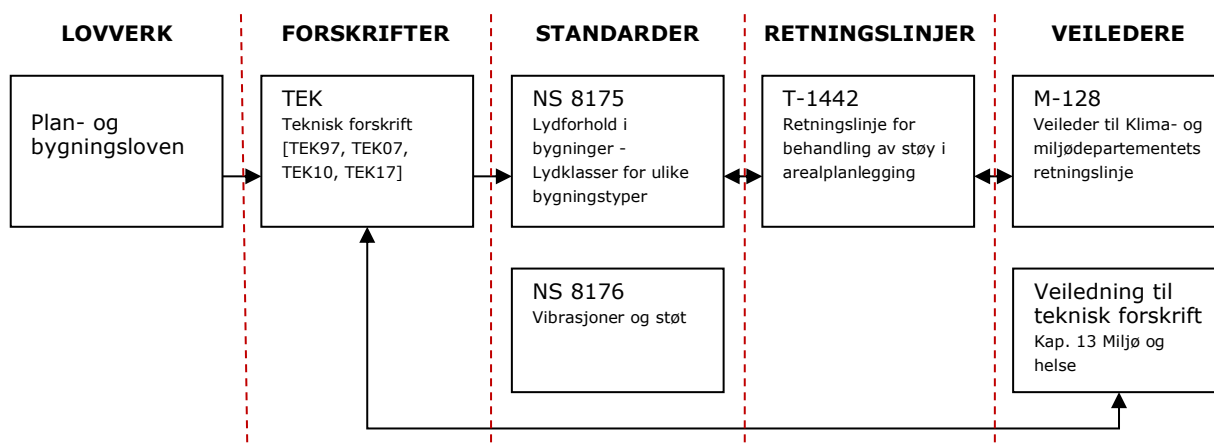 LOVVERK
FORSKRIFTER
STANDARDER
RETNINGSLINJER
VEILEDERE
Plan- og
bygningsloven
TEK
Teknisk forskrift
[TEK97, TEK07,
TEK10, TEK17]
NS 8175
Lydforhold i
bygninger -
Lydklasser for ulike
bygningstyper
T-1442
Retningslinje for
behandling av støy i
arealplanlegging
M-128
Veileder til Klima- og
miljødepartementets
retningslinje
NS 8176
Vibrasjoner og støt
Veiledning til
teknisk forskrift
Kap. 13 Miljø og
helse